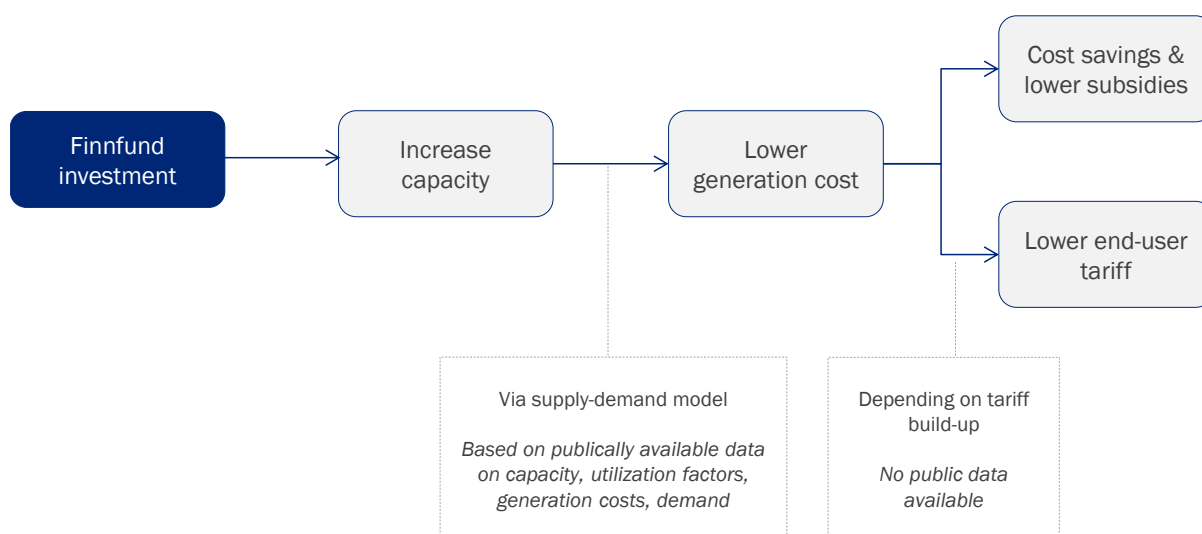 Finnfund
investment
Increase
capacity
Lower
generation cost
Cost savings &
lower subsidies
Lower end-user
tariff
Via supply-demand model
Based on publically available data
on capacity, utilization factors,
generation costs, demand
Depending on tariff
build-up
No public data
available